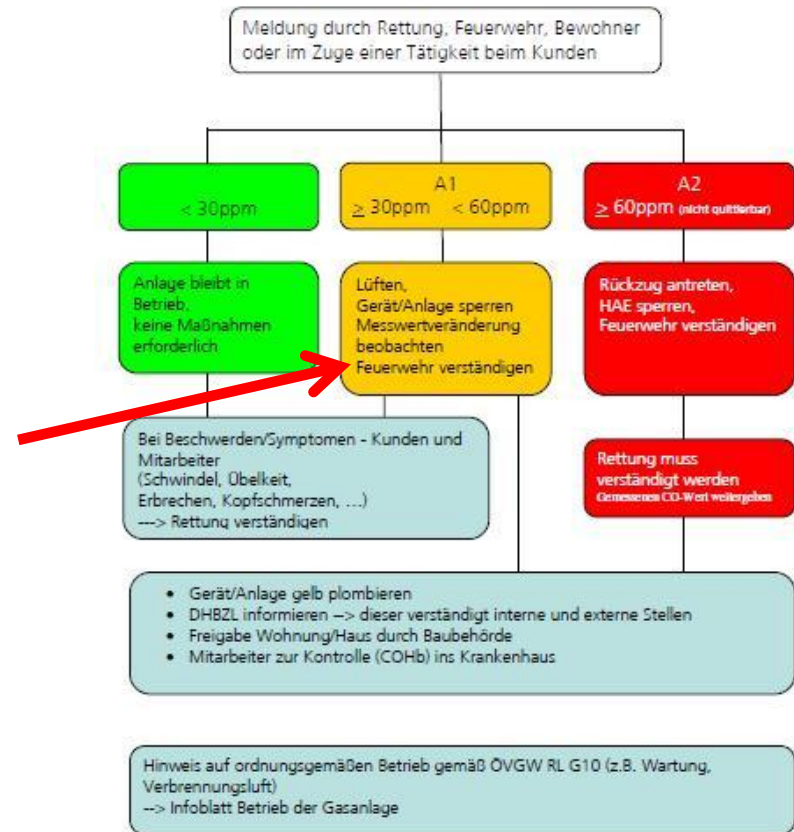 Meldung durch Rettung, Feuerwehr, Bewohner
oder im Zuge einer Tätigkeit beim Kunden
< 30ppm
A1
≥ 30ppm < 60ppm
A2
≥ 60ppm (nicht quittierbar)
Anlage bleibt in
Betrieb,
keine Maßnahmen
erforderlich
Lüften,
Gerät/Anlage sperren
Messwertveränderung
beobachten
Feuerwehr verständigen
Rückzug antreten,
HAE sperren,
Feuerwehr verständigen
Bei Beschwerden/Symptomen - Kunden und
Mitarbeiter
(Schwindel, Übelkeit,
Erbrechen, Kopfschmerzen, ...)
---> Rettung verständigen
Rettung muss
verständigt werden
Gemessenen CO-Wert weitergeben
• Gerät/Anlage gelb plombieren
• DHBZL informieren --> dieser verständigt interne und externe Stellen
• Freigabe Wohnung/Haus durch Baubehörde
• Mitarbeiter zur Kontrolle (COHb) ins Krankenhaus
Hinweis auf ordnungsgemäßen Betrieb gemäß ÖVGW RL G10 (z.B. Wartung,
Verbrennungsluft)
--> Infoblatt Betrieb der Gasanlage